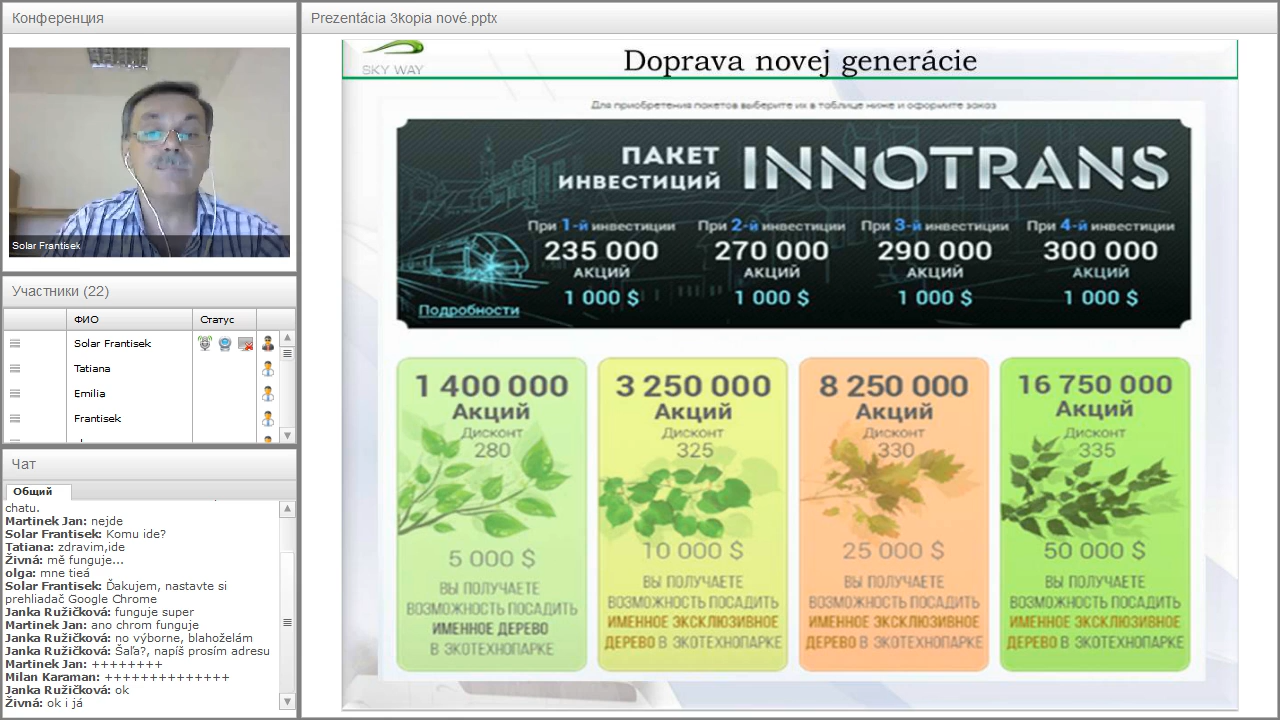 Конференция
Solar Frantisek
Участники (22)
ФИО
Статус
Solar Frantisek
Tatiana
Emilia
Frantisek
Чат
Общий
chatu.
Martinek Jan: nejde
Solar Frantisek: Komu ide?
Tatiana: zdravim,ide
Živná: mě funguje...
olga: mne tieá
Solar Frantisek: Ďakujem, nastavte si
prehliadač Google Chrome
Janka Ružičková: funguje super
Martinek Jan: ano chrom funguje
Janka Ružičková: no výborne, blahoželám
Janka Ružičková: Šefe?, napíš prosím adresu
Martinek Jan: ++++++++
Milan Karaman: ++++++++++++++
Janka Ružičková: ok
Živná: ok i já
Prezentácia 3kopia nové.pptx
SKY WAY
Doprava novej generácie
Для приобретения пакетов выберите их в таблице ниже и оформите заказ
ПАКЕТ
ИНВЕСТИЦИЙ
INNOTRANS
При 1-й инвестиции
235 000
АКЦИЙ
1 000 $
При 2-й инвестиции
270 000
АКЦИЙ
1 000 $
При 3-й инвестиции
290 000
АКЦИЙ
1 000 $
При 4-й инвестиции
300 000
АКЦИЙ
1 000 $
Подробности
1 400 000
Акций
Дисконт
280
5 000 $
ВЫ ПОЛУЧАЕТЕ
ВОЗМОЖНОСТЬ ПОСАДИТЬ
ИМЕННОЕ ДЕРЕВО
В ЭКОТЕХНОПАРКЕ
3 250 000
Акций
Дисконт
325
10 000 $
ВЫ ПОЛУЧАЕТЕ
ВОЗМОЖНОСТЬ ПОСАДИТЬ
ИМЕННОЕ ЭКСКЛЮЗИВНОЕ
ДЕРЕВО В ЭКОТЕХНОПАРКЕ
8 250 000
Акций
Дисконт
330
25 000 $
ВЫ ПОЛУЧАЕТЕ
ВОЗМОЖНОСТЬ ПОСАДИТЬ
ИМЕННОЕ ЭКСКЛЮЗИВНОЕ
ДЕРЕВО В ЭКОТЕХНОПАРКЕ
16 750 000
Акций
Дисконт
335
50 000 $
ВЫ ПОЛУЧАЕТЕ
ВОЗМОЖНОСТЬ ПОСАДИТЬ
ИМЕННОЕ ЭКСКЛЮЗИВНОЕ
ДЕРЕВО В ЭКОТЕХНОПАРКЕ